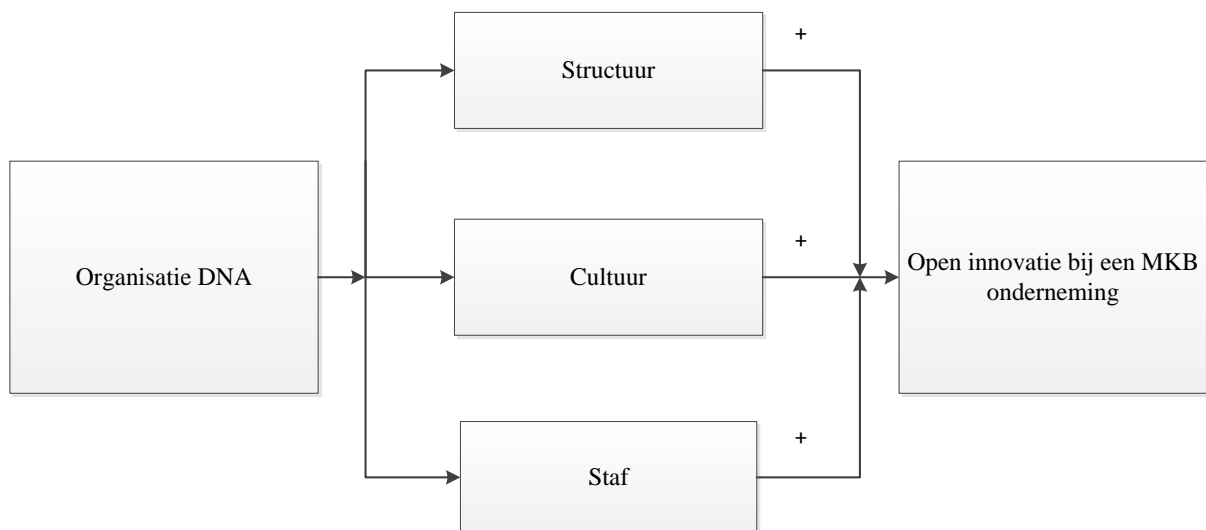 +
Structuur
+
Organisatie DNA
Cultuur
Open innovatie bij een MKB
onderneming
+
Staf